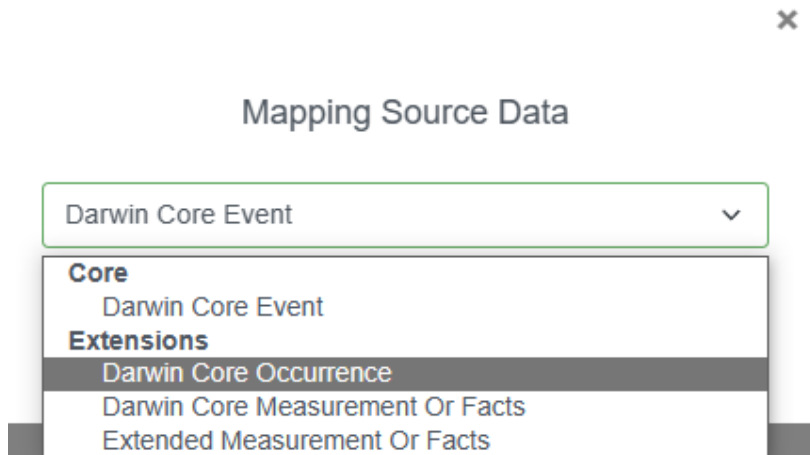 Mapping Source Data
Darwin Core Event
Core
Darwin Core Event
Extensions
Darwin Core Occurrence
Darwin Core Measurement Or Facts
Extended Measurement Or Facts